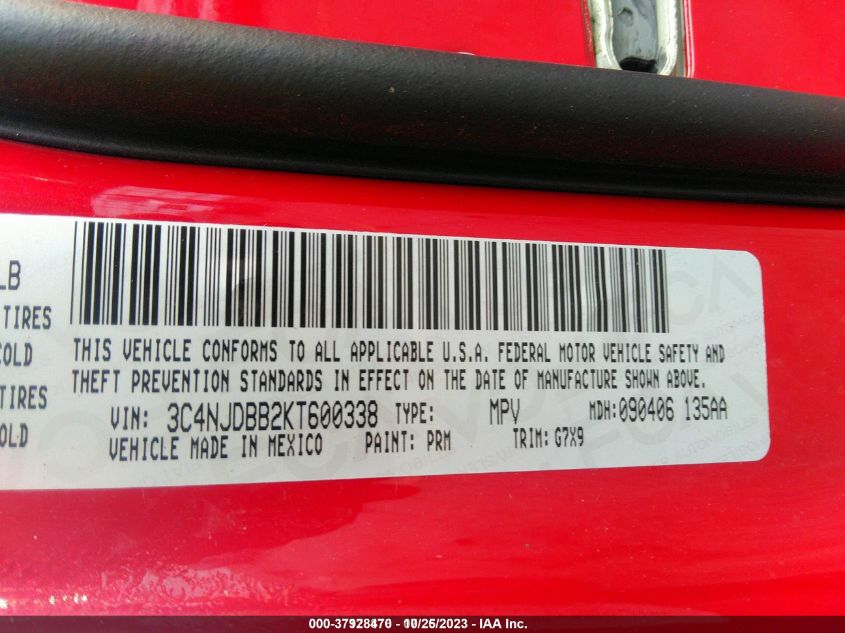 LB
TIRES
COLD
TIRES
OLD
THIS VEHICLE CONFORMS TO ALL APPLICABLE U.S.A. FEDERAL MOTOR VEHICLE SAFETY AND
THEFT PREVENTION STANDARDS IN EFFECT ON THE DATE OF MANUFACTURE SHOWN ABOVE.
VIN: 3C4NJDBB2KT600338 TYPE: MPV MDH:090406 135AA
VEHICLE MADE IN MEXICO PAINT: PRM TRIM: G7X9
000-37928470 - 10/26/2023 - IAA Inc.